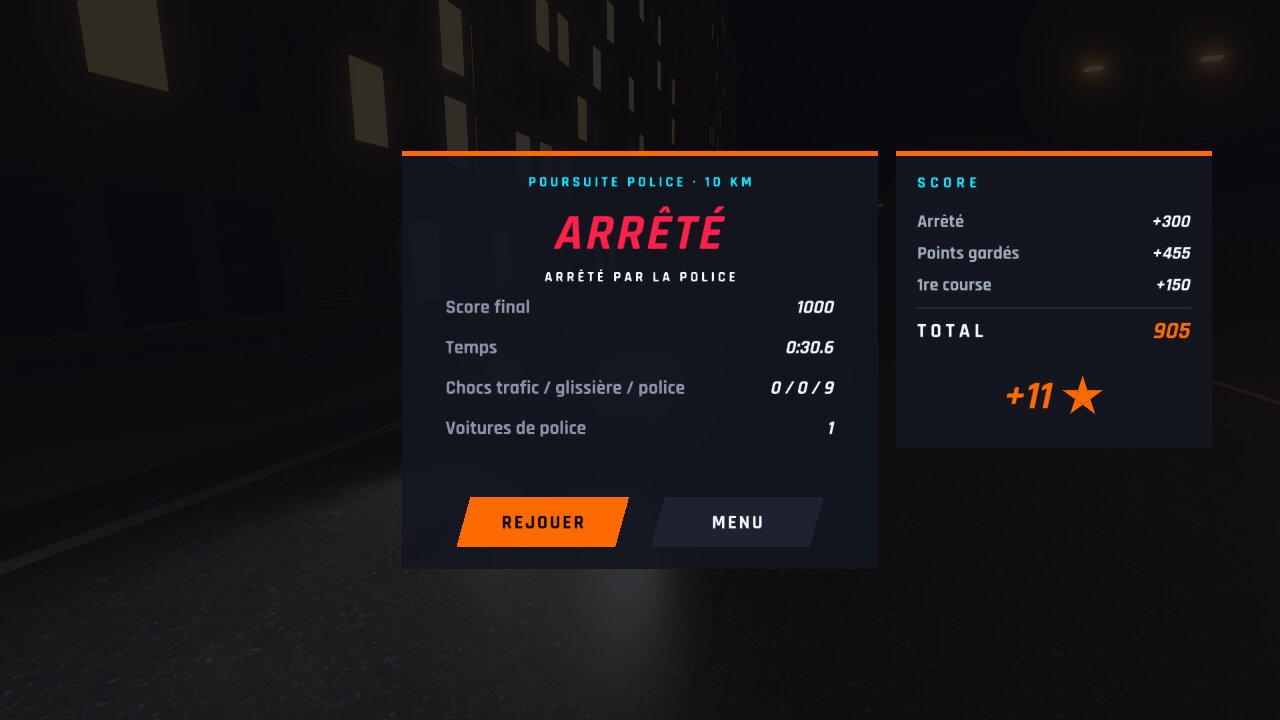 POURSUITE POLICE · 10 KM
ARRÊTÉ
ARRÊTÉ PAR LA POLICE
Score final 1000
Temps 0:30.6
Chocs trafic / glissière / police 0 / 0 / 9
Voitures de police 1
REJOUER MENU
SCORE
Arrêté +300
Points gardés +455
1re course +150
TOTAL 905
+11